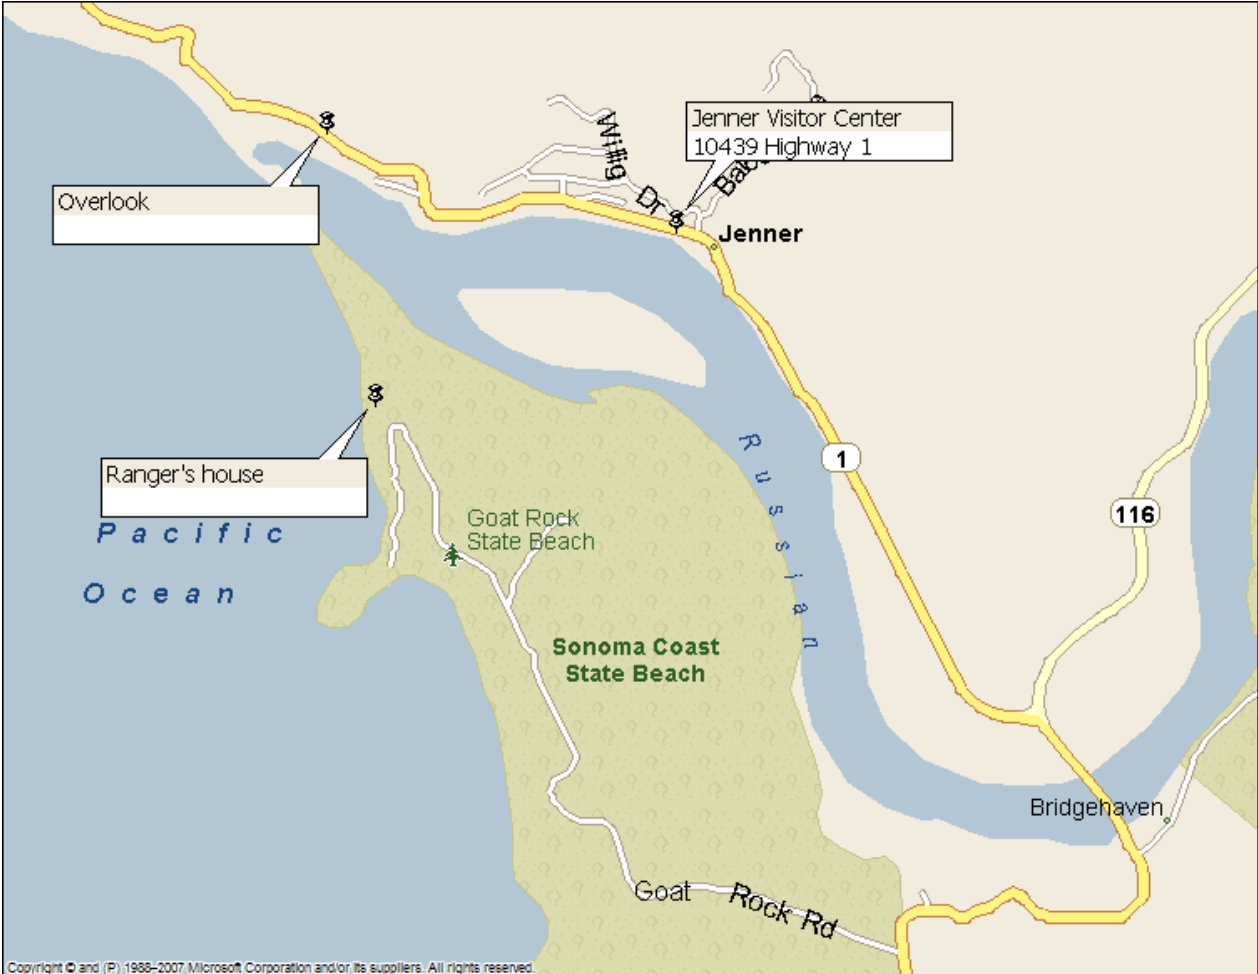 Willig Dr
Jenner Visitor Center
10439 Highway 1
Overlook
Jenner
Ranger's house
Russian
1
116
Pacific
Ocean
Goat Rock
State Beach
Sonoma Coast
State Beach
Bridgehaven
Goat Rock Rd
Copyright © and (P) 1988–2007 Microsoft Corporation and/or its suppliers. All rights reserved.